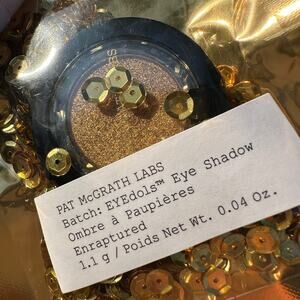 PAT McGRATH LABS
Batch: EYEdols™ Eye Shadow
Ombre à Paupières
Enraptured
1.1 g / Poids Net Wt. 0.04 Oz.